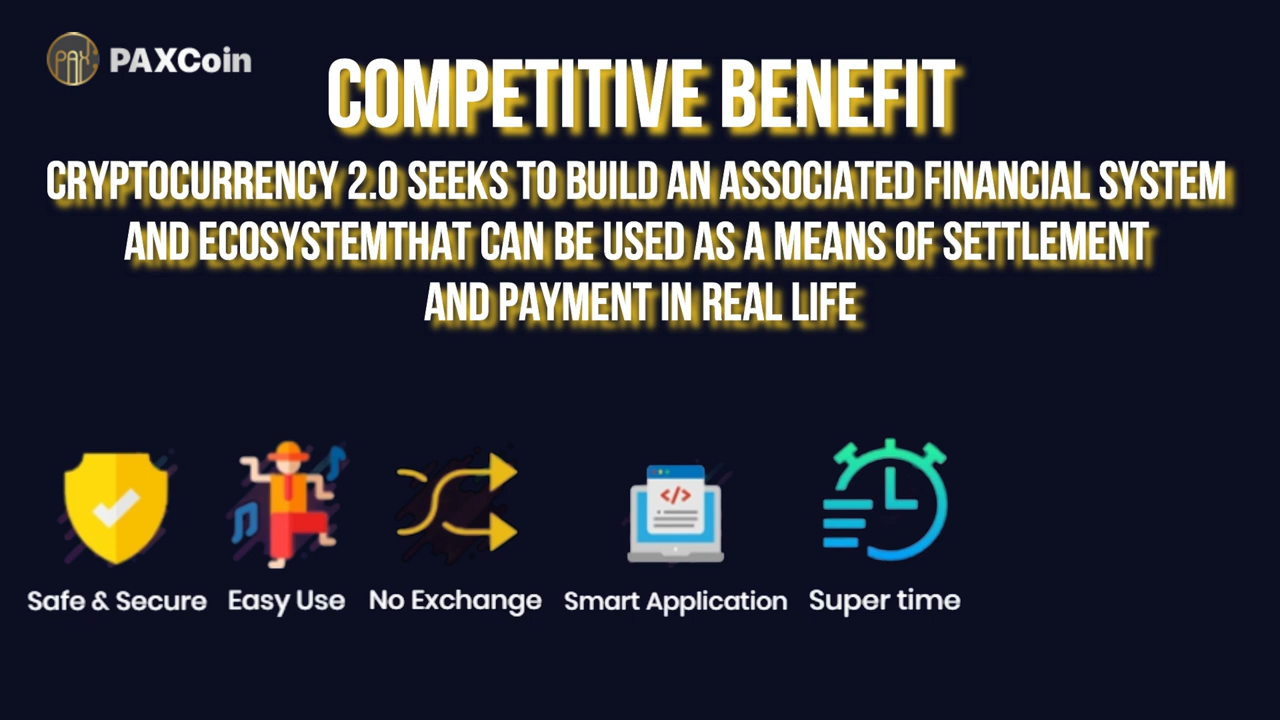 PAXCoin
COMPETITIVE BENEFIT
CRYPTOCURRENCY 2.0 SEEKS TO BUILD AN ASSOCIATED FINANCIAL SYSTEM
AND ECOSYSTEMTHAT CAN BE USED AS A MEANS OF SETTLEMENT
AND PAYMENT IN REAL LIFE
</>
Safe & Secure Easy Use No Exchange Smart Application Super time